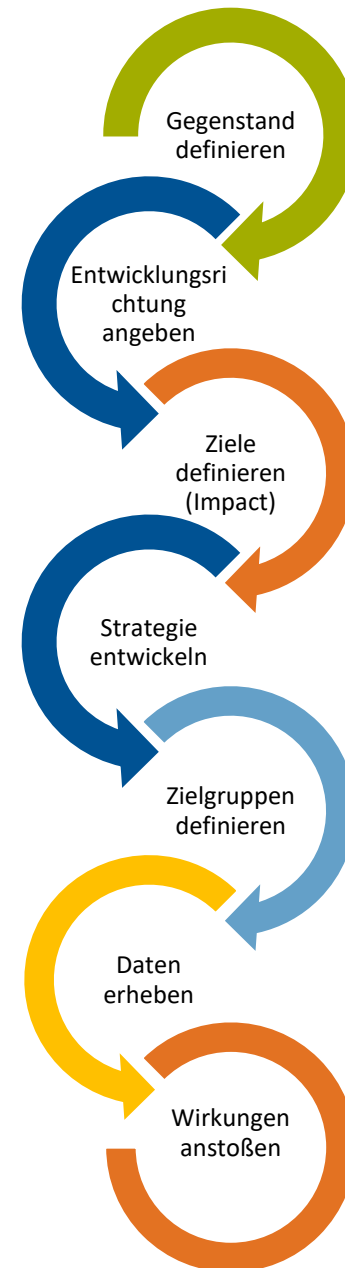 Gegenstand
definieren
Entwicklungsri
chtung
angeben
Ziele
definieren
(Impact)
Strategie
entwickeln
Zielgruppen
definieren
Daten
erheben
Wirkungen
anstoßen